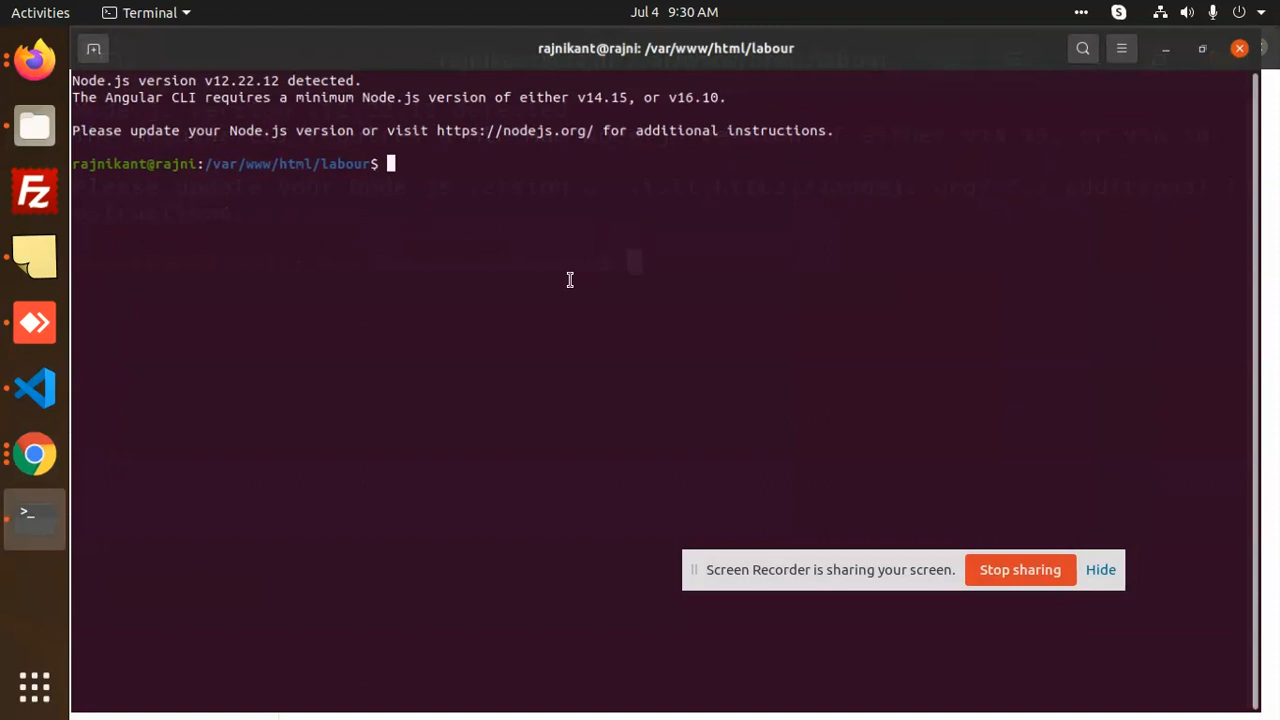 Activities
Terminal
Jul 4 9:30 AM
rajnikant@rajni: /var/www/html/labour
Node.js version v12.22.12 detected.
The Angular CLI requires a minimum Node.js version of either v14.15, or v16.10.
Please update your Node.js version or visit https://nodejs.org/ for additional instructions.
rajnikant@rajni:/var/www/html/labour$
Screen Recorder is sharing your screen.
Stop sharing
Hide